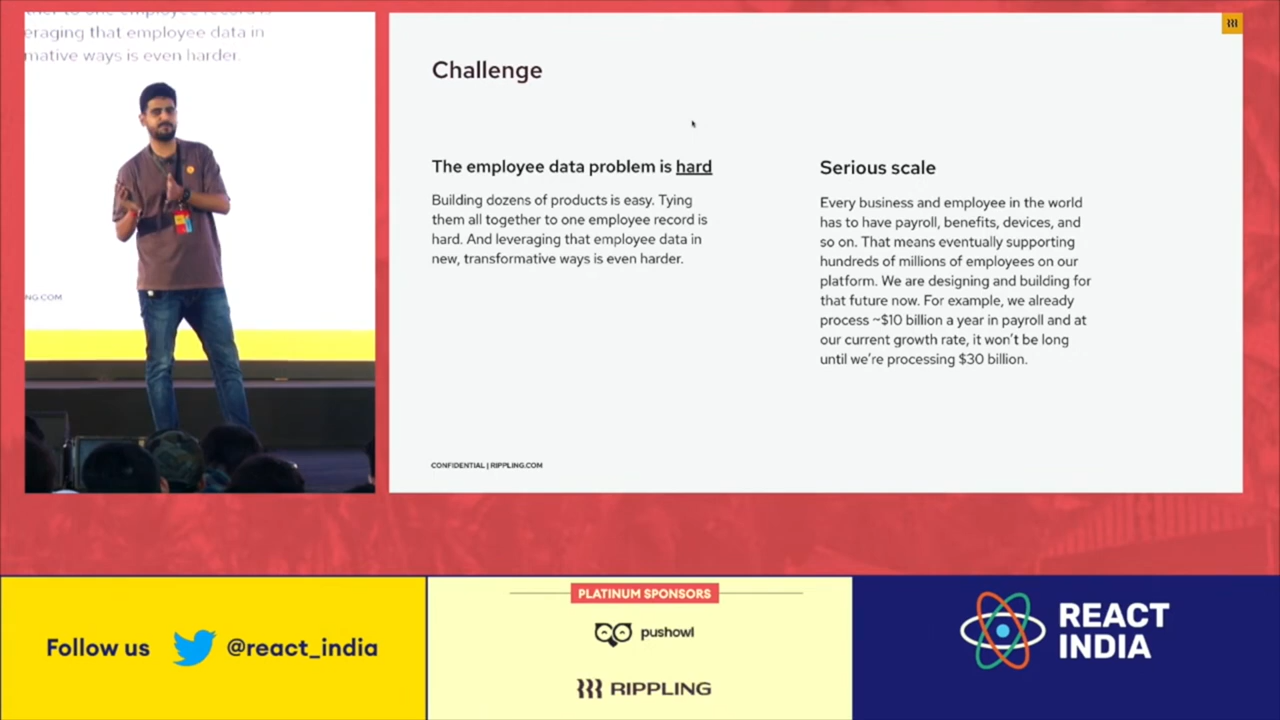 eraging that employee data in
mative ways is even harder.
NG.COM
Challenge
The employee data problem is hard
Building dozens of products is easy. Tying
them all together to one employee record is
hard. And leveraging that employee data in
new, transformative ways is even harder.
Serious scale
Every business and employee in the world
has to have payroll, benefits, devices, and
so on. That means eventually supporting
hundreds of millions of employees on our
platform. We are designing and building for
that future now. For example, we already
process ~$10 billion a year in payroll and at
our current growth rate, it won't be long
until we're processing $30 billion.
CONFIDENTIAL | RIPPLING.COM
Follow us @react_india
PLATINUM SPONSORS
pushowl
RIPPLING
REACT
INDIA